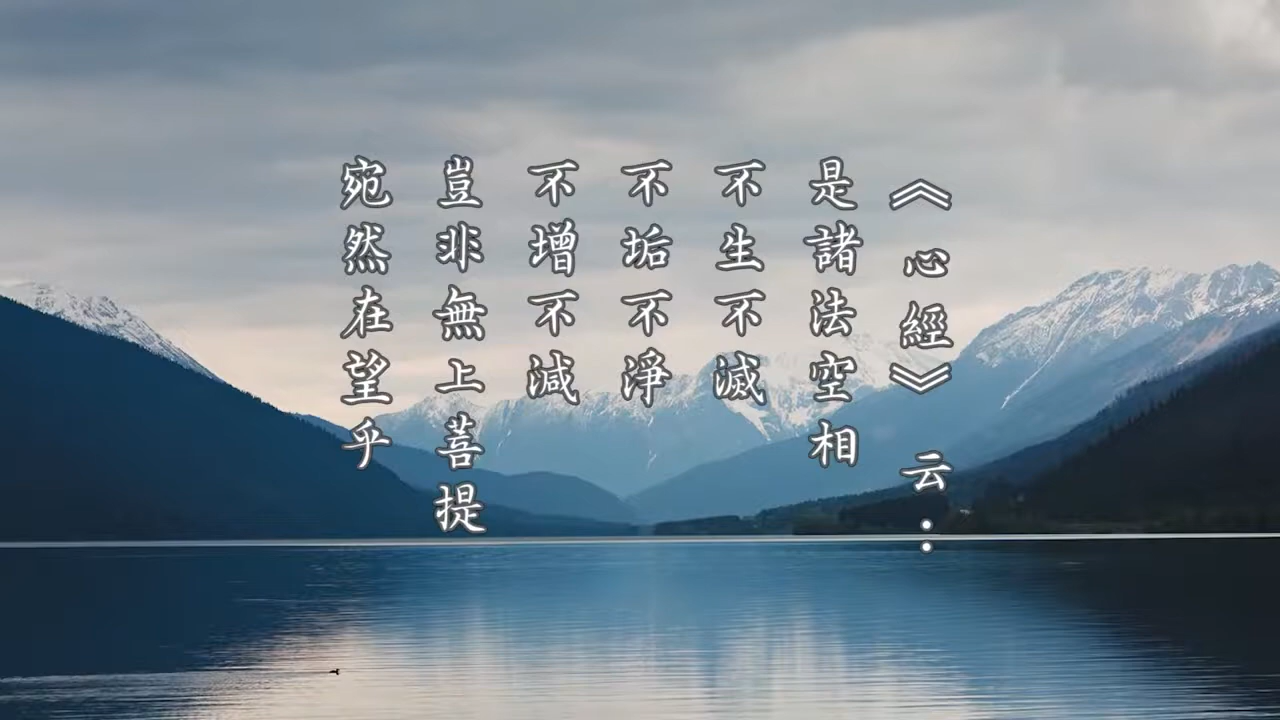 《心經》云：
是諸法空相
不生不滅
不垢不淨
不增不減
豈非無上菩提
宛然在望乎